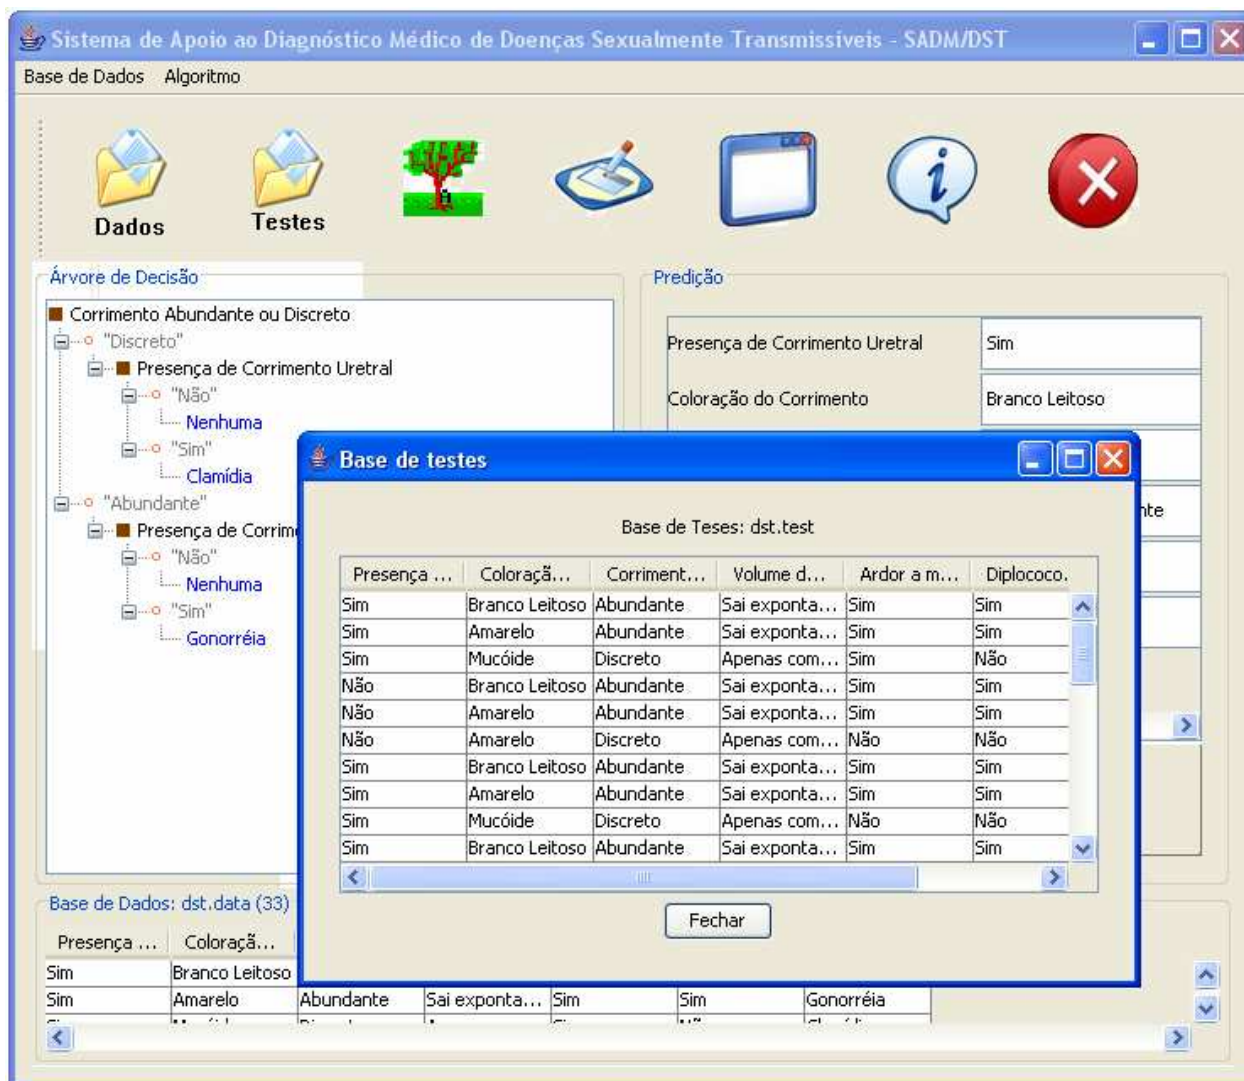 Sistema de Apoio ao Diagnóstico Médico de Doenças Sexualmente Transmissíveis - SADM/DST
Base de Dados Algoritmo
Dados Testes
Árvore de Decisão
Corrimento Abundante ou Discreto
"Discreto"
Presença de Corrimento Uretral
"Não"
Nenhuma
"Sim"
Clamídia
"Abundante"
Presença de Corrim
"Não"
Nenhuma
"Sim"
Gonorréia
Predição
Presença de Corrimento Uretral Sim
Coloração do Corrimento Branco Leitoso
nte
Base de testes
Base de Teses: dst.test
Presença ... Coloraçã... Corriment... Volume d... Ardor a m... Diplococo.
Sim Branco Leitoso Abundante Sai exponta... Sim Sim
Sim Amarelo Abundante Sai exponta... Sim Sim
Sim Mucóide Discreto Apenas com... Sim Não
Não Branco Leitoso Abundante Sai exponta... Sim Sim
Não Amarelo Abundante Sai exponta... Sim Sim
Não Amarelo Discreto Apenas com... Não Não
Sim Branco Leitoso Abundante Sai exponta... Sim Sim
Sim Amarelo Abundante Sai exponta... Sim Sim
Sim Mucóide Discreto Apenas com... Não Não
Sim Branco Leitoso Abundante Sai exponta... Sim Sim
Fechar
Base de Dados: dst.data (33)
Presença ... Coloraçã...
Sim Branco Leitoso
Sim Amarelo Abundante Sai exponta... Sim Sim Gonorréia